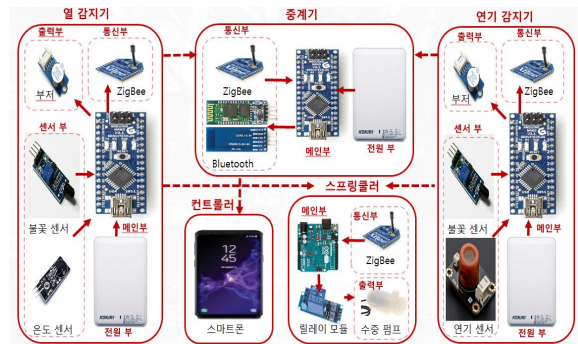 열 감지기
출력부
통신부
부저
ZigBee
센서 부
불꽃 센서
메인부
온도 센서
전원 부
중계기
통신부
ZigBee
Bluetooth
메인부
전원 부
컨트롤러
12
45
스마트폰
스프링쿨러
메인부
통신부
ZigBee
출력부
릴레이 모듈
수중 펌프
연기 감지기
출력부
통신부
부저
ZigBee
센서 부
불꽃 센서
메인부
연기 센서
전원 부